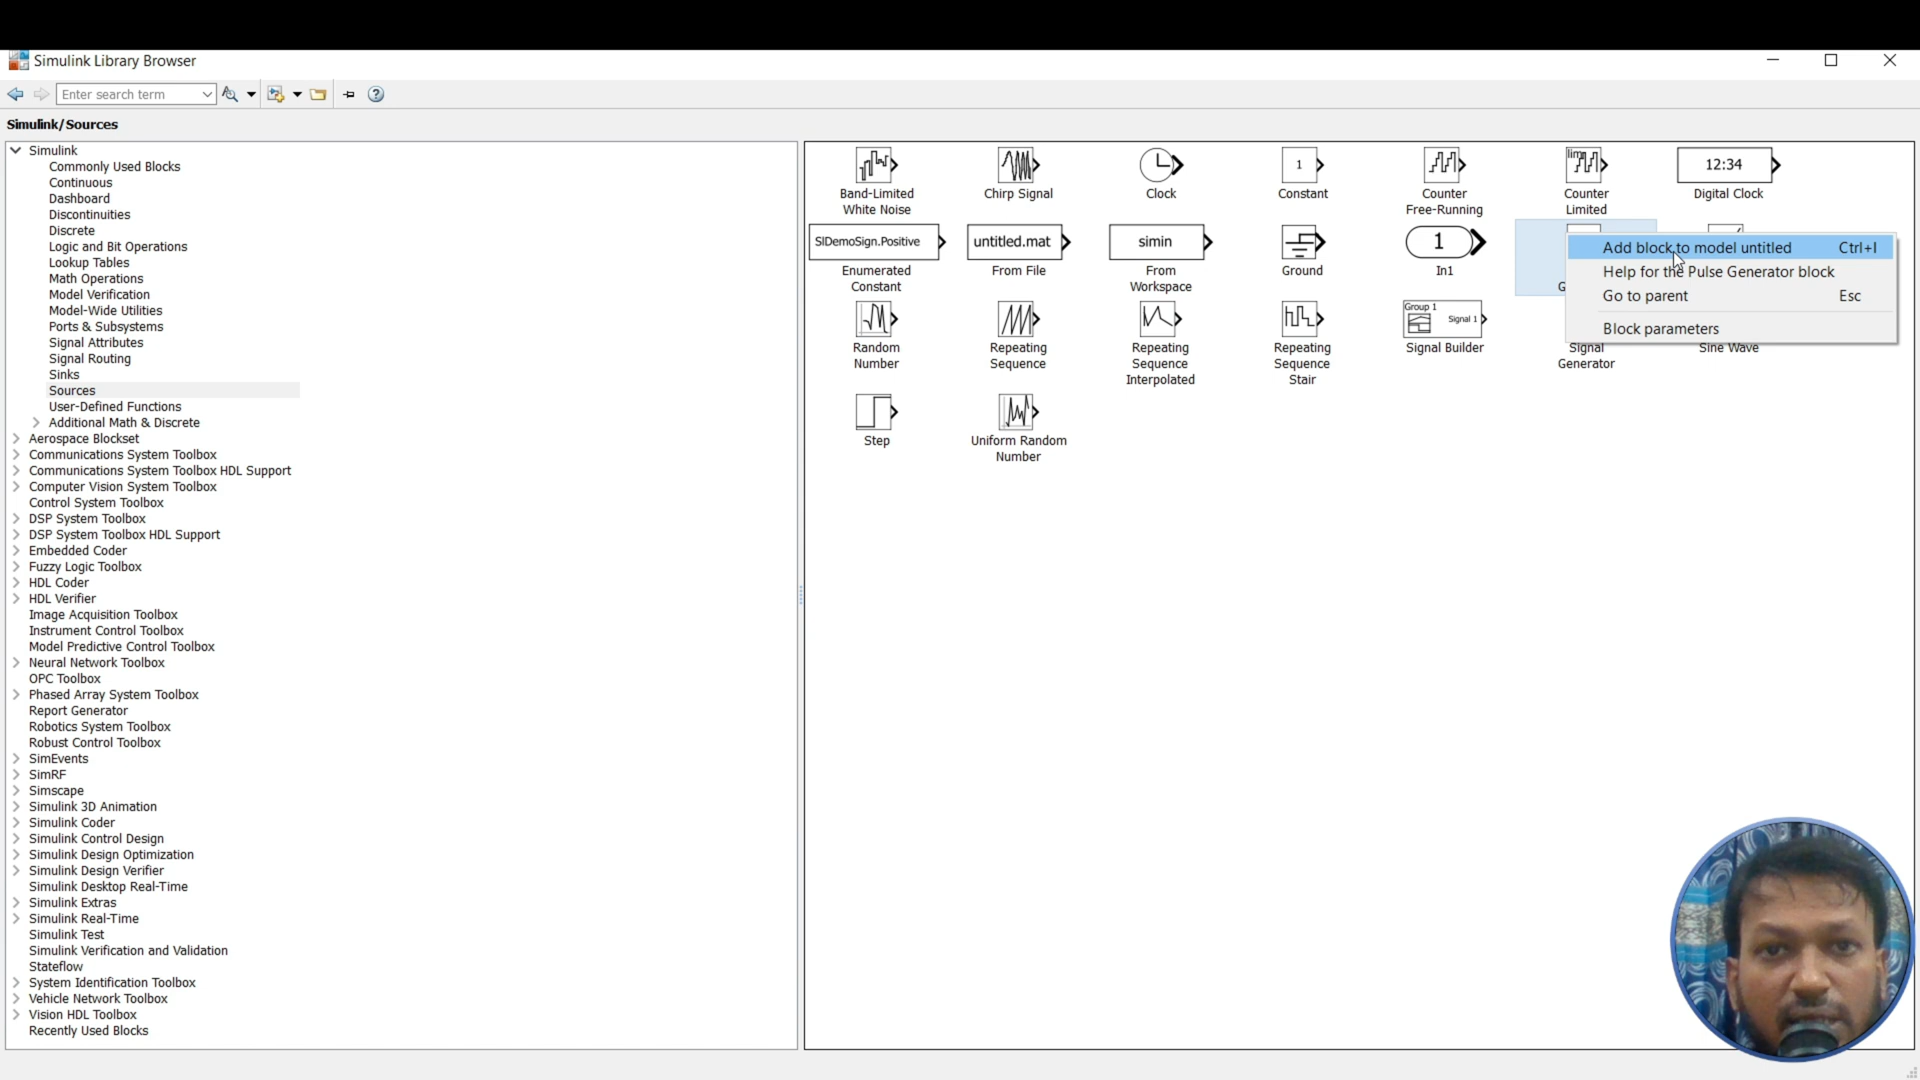 Simulink Library Browser
Enter search term
Simulink/Sources
Simulink
Commonly Used Blocks
Continuous
Dashboard
Discontinuities
Discrete
Logic and Bit Operations
Lookup Tables
Math Operations
Model Verification
Model-Wide Utilities
Ports & Subsystems
Signal Attributes
Signal Routing
Sinks
Sources
User-Defined Functions
Additional Math & Discrete
Aerospace Blockset
Communications System Toolbox
Communications System Toolbox HDL Support
Computer Vision System Toolbox
Control System Toolbox
DSP System Toolbox
DSP System Toolbox HDL Support
Embedded Coder
Fuzzy Logic Toolbox
HDL Coder
HDL Verifier
Image Acquisition Toolbox
Instrument Control Toolbox
Model Predictive Control Toolbox
Neural Network Toolbox
OPC Toolbox
Phased Array System Toolbox
Report Generator
Robotics System Toolbox
Robust Control Toolbox
SimEvents
SimRF
Simscape
Simulink 3D Animation
Simulink Coder
Simulink Control Design
Simulink Design Optimization
Simulink Design Verifier
Simulink Desktop Real-Time
Simulink Extras
Simulink Real-Time
Simulink Test
Simulink Verification and Validation
Stateflow
System Identification Toolbox
Vehicle Network Toolbox
Vision HDL Toolbox
Recently Used Blocks
Band-Limited
White Noise
Chirp Signal
Clock
1
Constant
Counter
Free-Running
lim
Counter
Limited
12:34
Digital Clock
SlDemoSign.Positive
Enumerated
Constant
untitled.mat
From File
simin
From
Workspace
Ground
1
In1
G
Add block to model untitled Ctrl+I
Help for the Pulse Generator block
Go to parent Esc
Block parameters
Random
Number
Repeating
Sequence
Repeating
Sequence
Interpolated
Repeating
Sequence
Stair
Group 1
Signal 1
Signal Builder
Signal
Generator
Sine Wave
Step
Uniform Random
Number